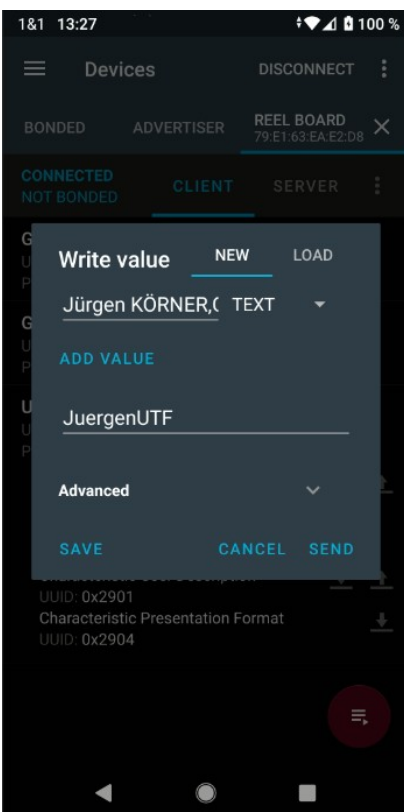 1&1 13:27 100 %
Devices DISCONNECT
BONDED ADVERTISER REEL BOARD
79:E1:63:EA:E2:D8
CONNECTED
NOT BONDED CLIENT SERVER
G
U
P
Write value NEW LOAD
Jürgen KÖRNER, TEXT
G
U
P
ADD VALUE
U
U
P
JuergenUTF
Advanced
SAVE CANCEL SEND
UUID: 0x2901
Characteristic Presentation Format
UUID: 0x2904